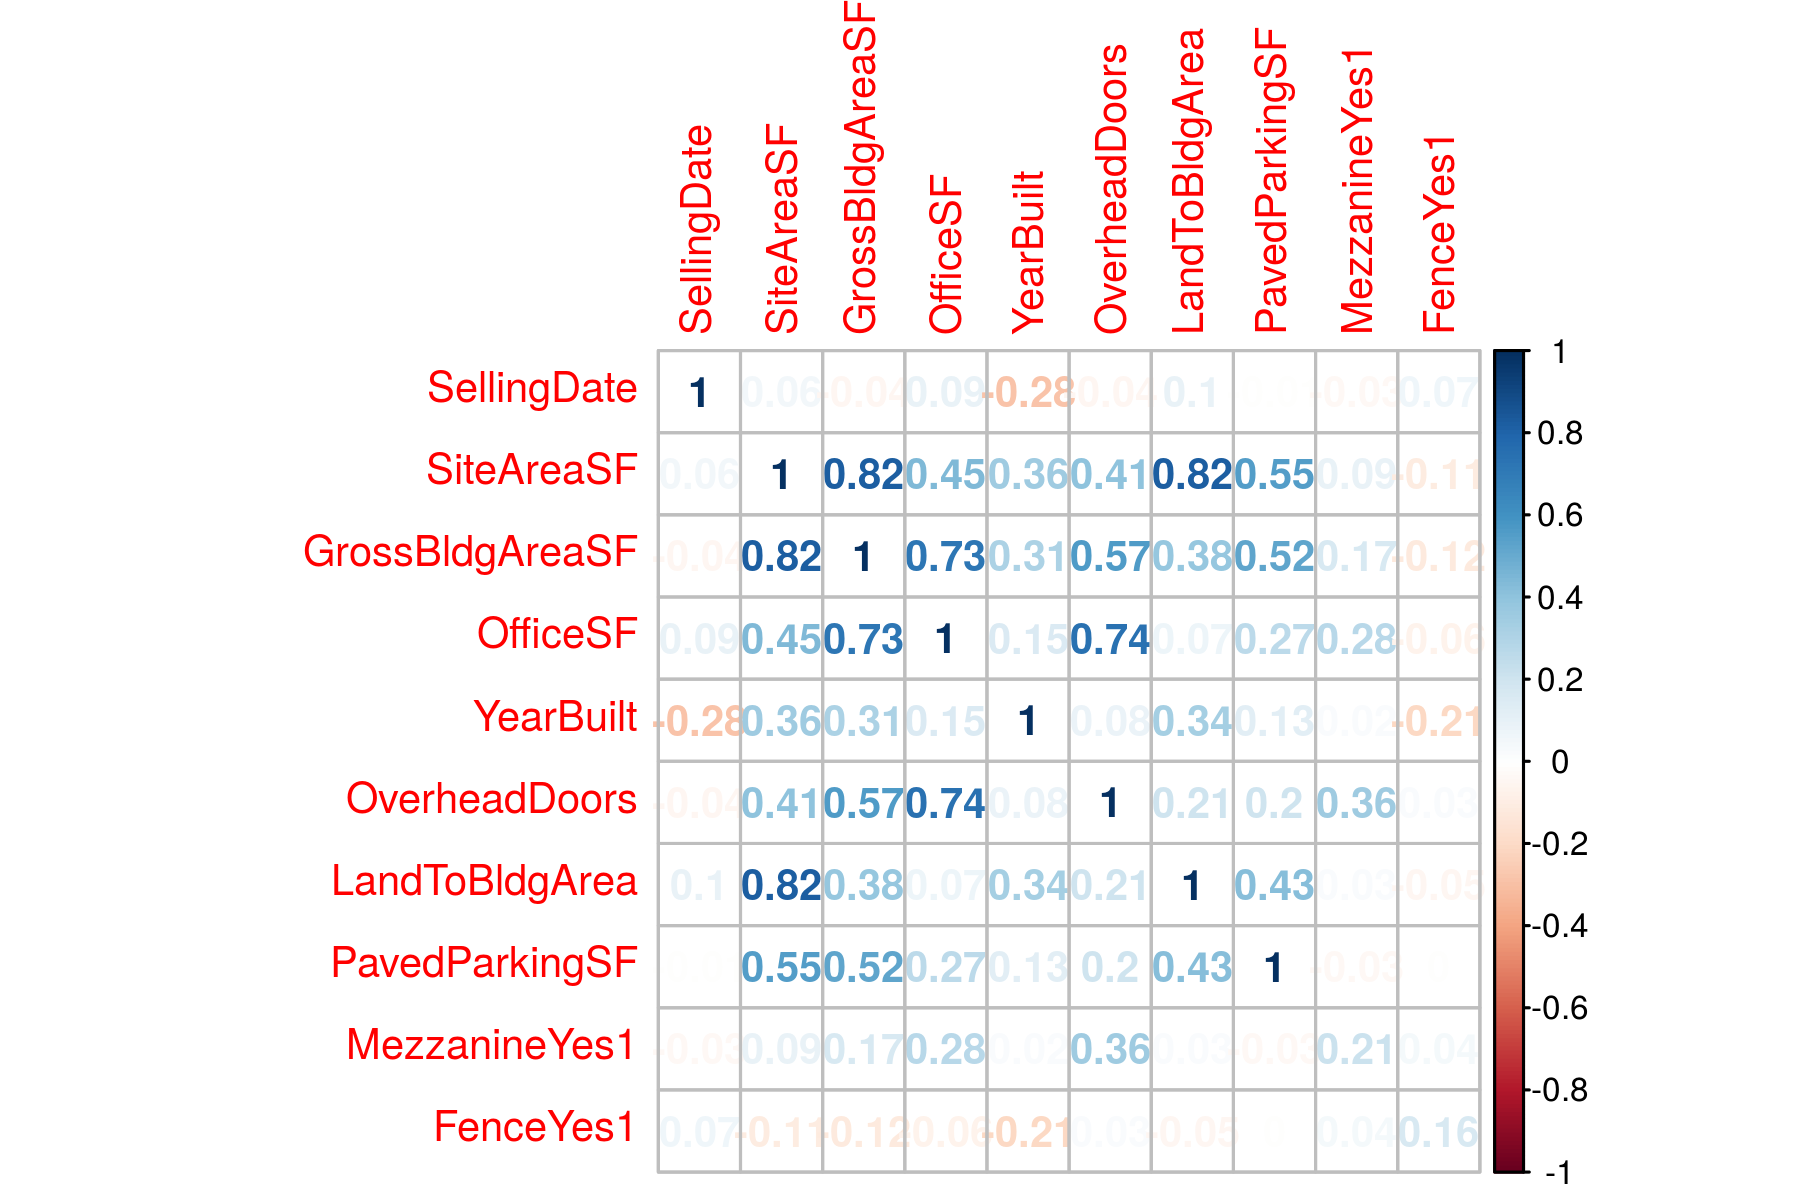 SellingDate SiteAreaSF GrossBldgAreaSF OfficeSF YearBuilt OverheadDoors LandToBldgArea PavedParkingSF MezzanineYes1 FenceYes1
SellingDate 1 0.06 -0.04 0.09 -0.28 -0.04 0.1 -0.03 0.07
SiteAreaSF 0.06 1 0.82 0.45 0.36 0.41 0.82 0.55 0.09 -0.11
GrossBldgAreaSF -0.04 0.82 1 0.73 0.31 0.57 0.38 0.52 0.17 -0.12
OfficeSF 0.09 0.45 0.73 1 0.15 0.74 0.07 0.27 0.28 -0.06
YearBuilt -0.28 0.36 0.31 0.15 1 0.08 0.34 0.13 0.02 -0.21
OverheadDoors -0.04 0.41 0.57 0.74 0.08 1 0.21 0.2 0.36 0.03
LandToBldgArea 0.1 0.82 0.38 0.07 0.34 0.21 1 0.43 0.03 -0.05
PavedParkingSF 0.55 0.52 0.27 0.13 0.2 0.43 1 -0.03
MezzanineYes1 -0.03 0.09 0.17 0.28 0.02 0.36 0.03 -0.03 0.21 0.04
FenceYes1 0.07 -0.11 -0.12 -0.06 -0.21 0.03 -0.05 0.04 0.16
1
0.8
0.6
0.4
0.2
0
-0.2
-0.4
-0.6
-0.8
-1